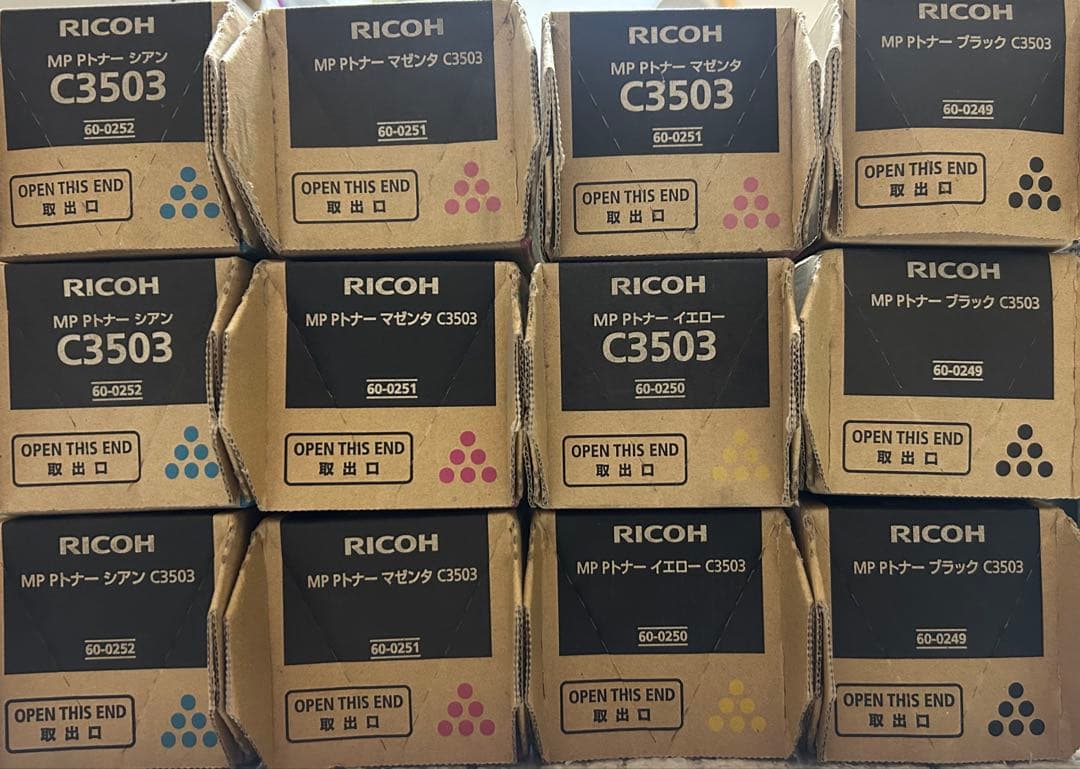 RICOH
MP Pトナー シアン
C3503
60-0252
OPEN THIS END
取出口
RICOH
MP Pトナー マゼンタ C3503
60-0251
OPEN THIS END
取出口
RICOH
MP Pトナー マゼンタ
C3503
60-0251
OPEN THIS END
取出口
RICOH
MP Pトナー ブラック C3503
60-0249
OPEN THIS END
取出口
RICOH
MP Pトナー シアン
C3503
60-0252
OPEN THIS END
取出口
RICOH
MP Pトナー マゼンタ C3503
60-0251
OPEN THIS END
取出口
RICOH
MP Pトナー イエロー
C3503
60-0250
OPEN THIS END
取出口
RICOH
MP Pトナー ブラック C3503
60-0249
OPEN THIS END
取出口
RICOH
MP Pトナー シアン C3503
60-0252
OPEN THIS END
取出口
RICOH
MP Pトナー マゼンタ C3503
60-0251
OPEN THIS END
取出口
RICOH
MP Pトナー イエロー C3503
60-0250
OPEN THIS END
取出口
RICOH
MP Pトナー ブラック C3503
60-0249
OPEN THIS END
取出口